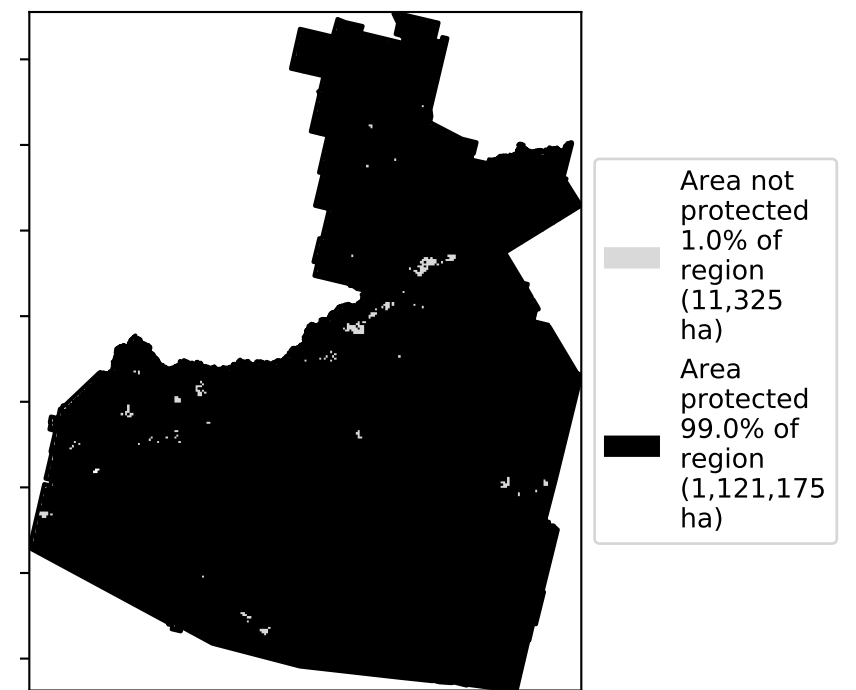 Area not
protected
1.0% of
region
(11,325
ha)
Area
protected
99.0% of
region
(1,121,175
ha)